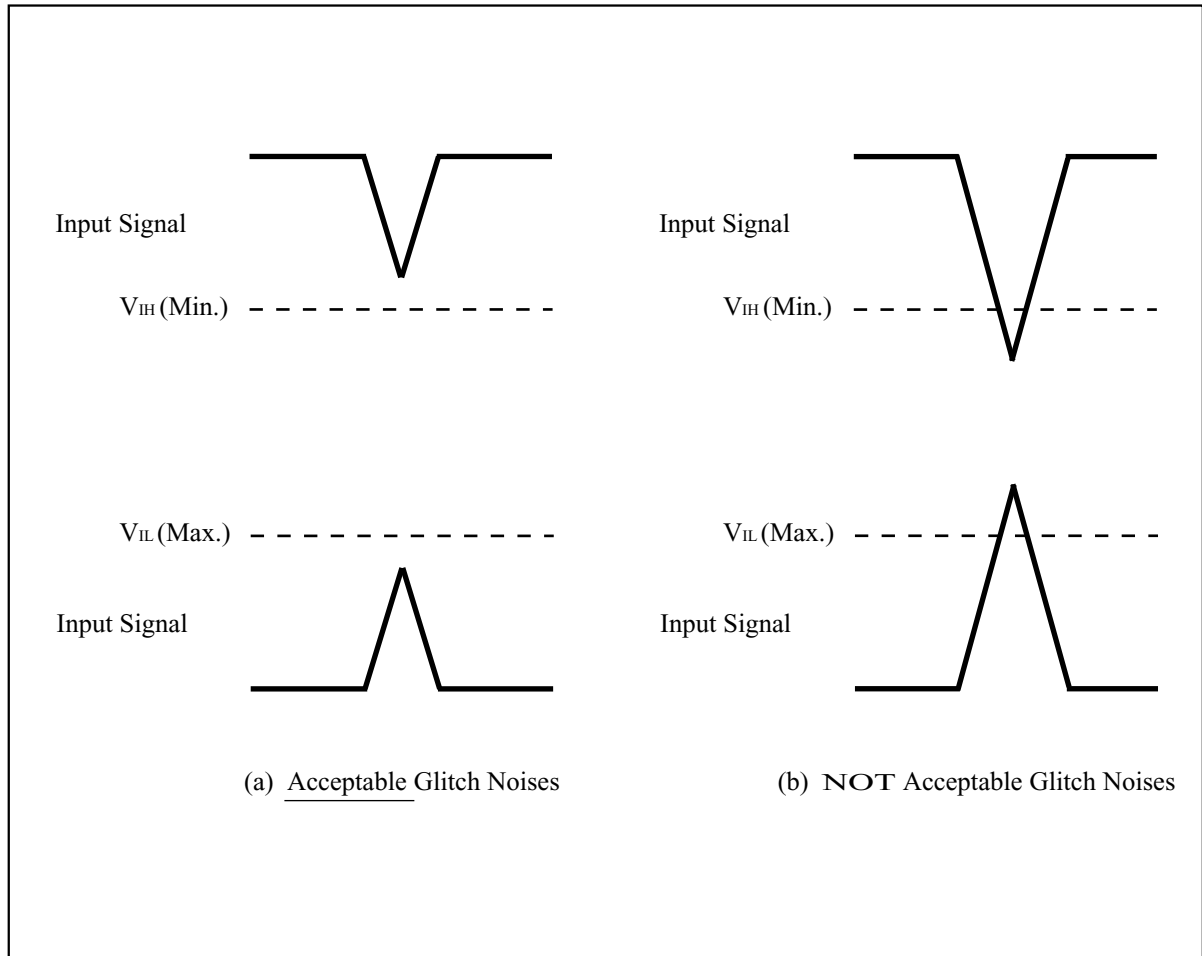 Input Signal
VIH (Min.)
VIL (Max.)
Input Signal
(a) Acceptable Glitch Noises
Input Signal
VIH (Min.)
VIL (Max.)
Input Signal
(b) NOT Acceptable Glitch Noises